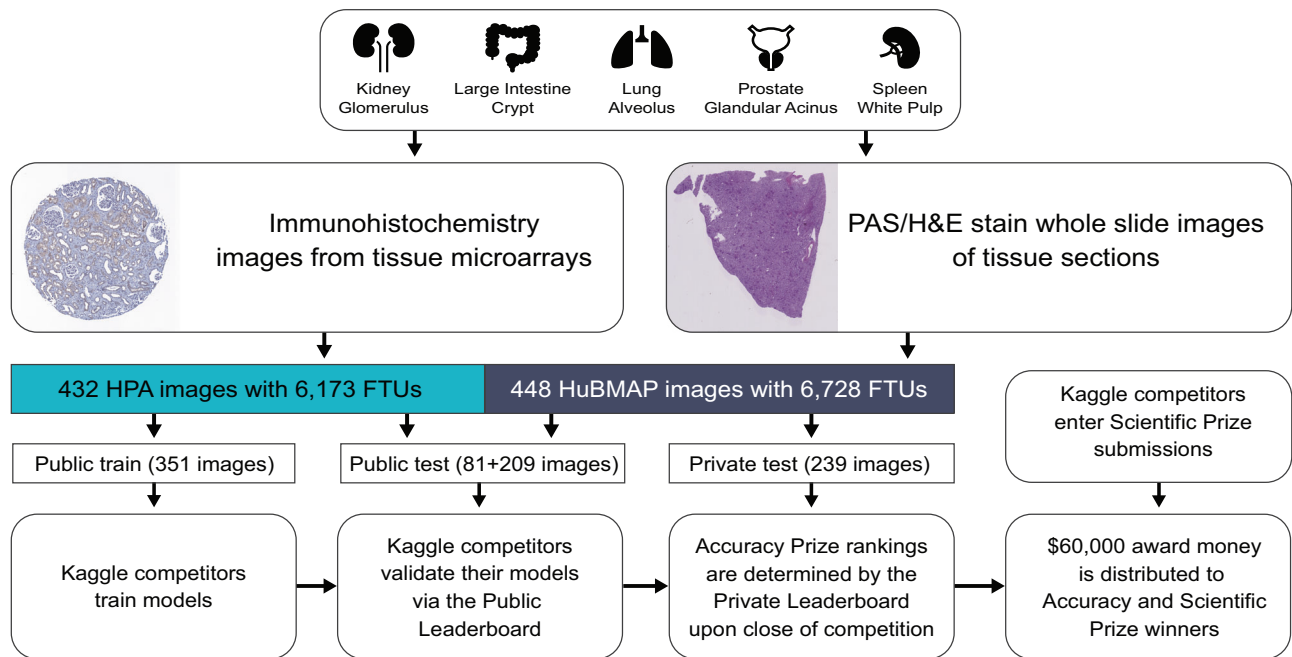 Kidney
Glomerulus
Large Intestine
Crypt
Lung
Alveolus
Prostate
Glandular Acinus
Spleen
White Pulp
Immunohistochemistry
images from tissue microarrays
PAS/H&E stain whole slide images
of tissue sections
432 HPA images with 6,173 FTUs
448 HuBMAP images with 6,728 FTUs
Kaggle competitors
enter Scientific Prize
submissions
Public train (351 images)
Public test (81+209 images)
Private test (239 images)
Kaggle competitors
train models
Kaggle competitors
validate their models
via the Public
Leaderboard
Accuracy Prize rankings
are determined by the
Private Leaderboard
upon close of competition
$60,000 award money
is distributed to
Accuracy and Scientific
Prize winners